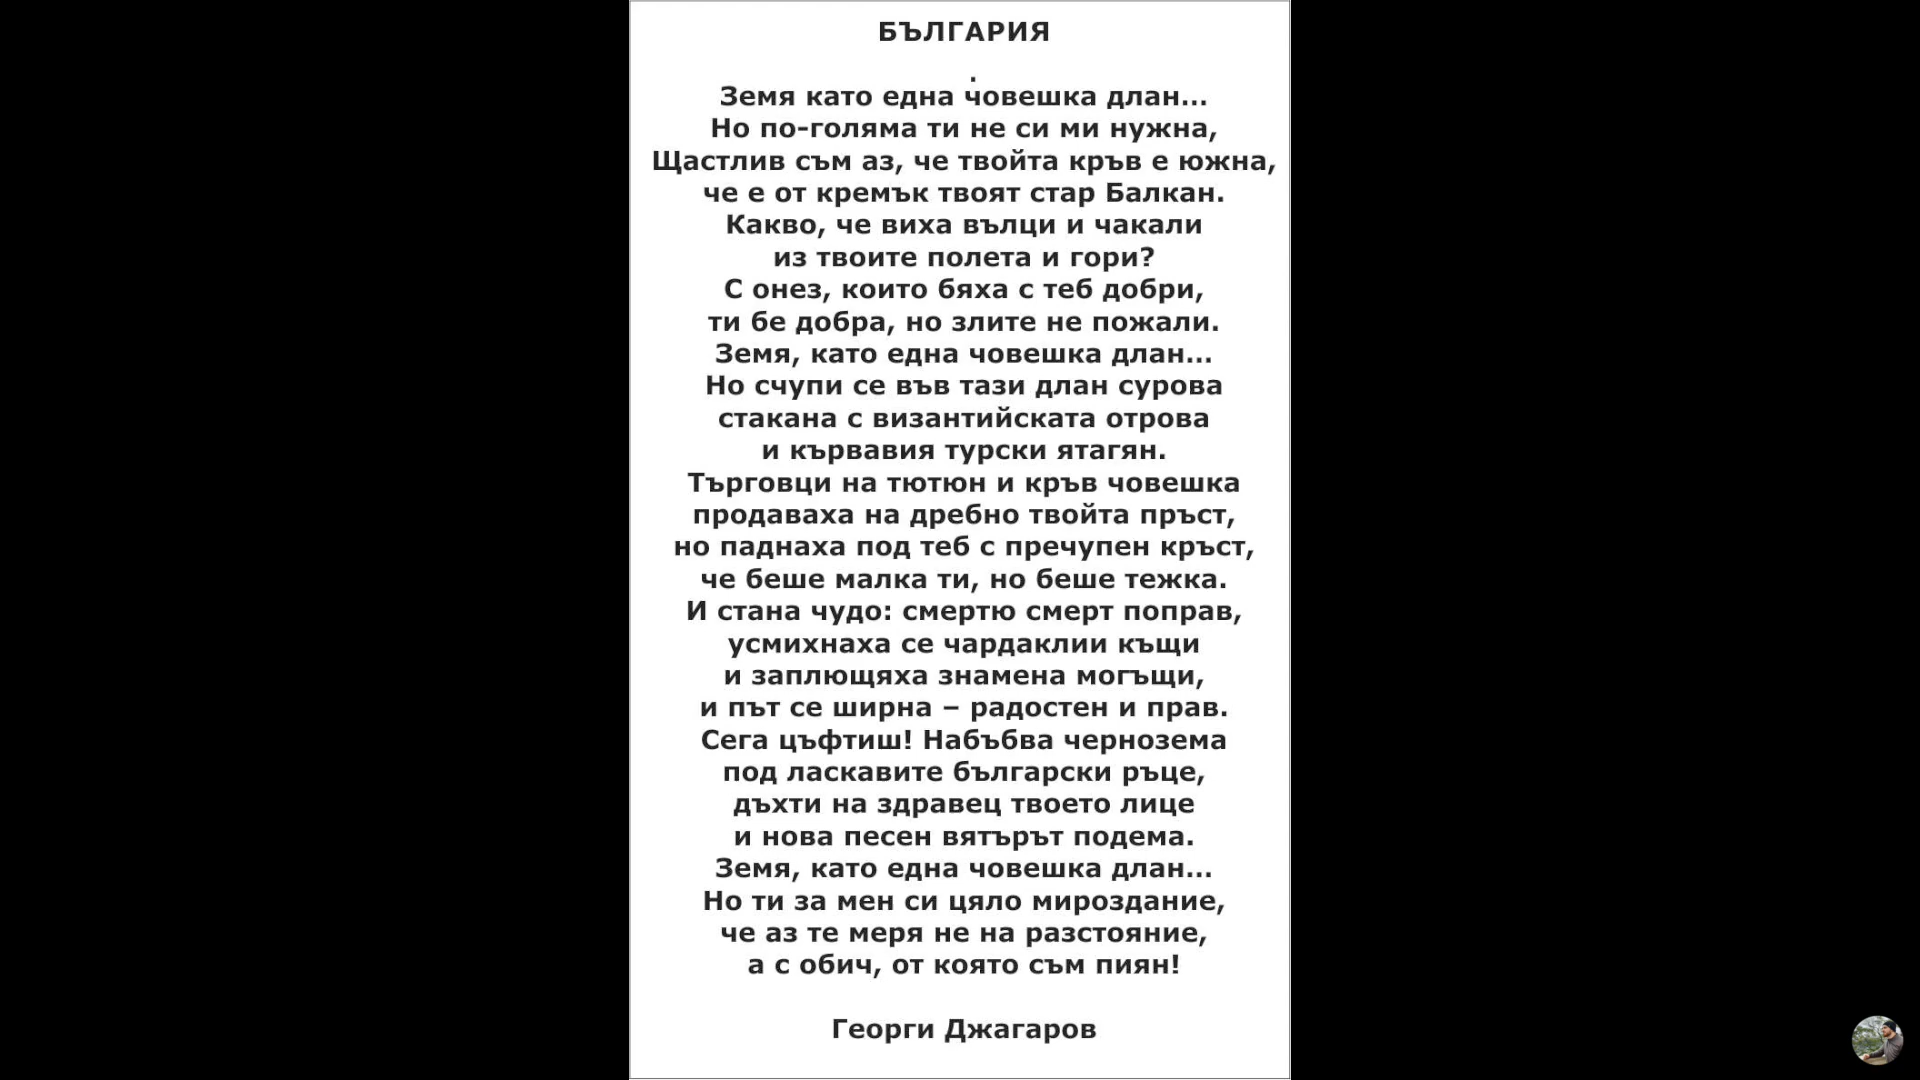 БЪЛГАРИЯ
.
Земя като една човешка длан...
Но по-голяма ти не си ми нужна,
Щастлив съм аз, че твойта кръв е южна,
че е от кремък твоят стар Балкан.
Какво, че виха вълци и чакали
из твоите полета и гори?
С онез, които бяха с теб добри,
ти бе добра, но злите не пожали.
Земя, като една човешка длан...
Но счупи се във тази длан сурова
стакана с византийската отрова
и кървавия турски ятагян.
Търговци на тютюн и кръв човешка
продаваха на дребно твойта пръст,
но паднаха под теб с пречупен кръст,
че беше малка ти, но беше тежка.
И стана чудо: смертю смерт поправ,
усмихнаха се чардаклии къщи
и заплющяха знамена могъщи,
и път се ширна – радостен и прав.
Сега цъфтиш! Набъбва чернозема
под ласкавите български ръце,
дъхти на здравец твоето лице
и нова песен вятърът подема.
Земя, като една човешка длан...
Но ти за мен си цяло мироздание,
че аз те меря не на разстояние,
а с обич, от която съм пиян!
Георги Джагаров